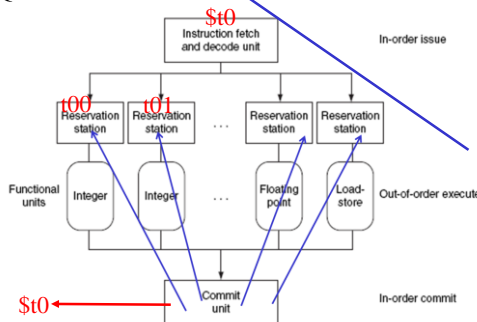 $t0
Instruction fetch
and decode unit
In-order issue
t00
t01
Reservation
station
Reservation
station
...
Reservation
station
Reservation
station
Functional
units
Integer
Integer
...
Floating
point
Load-
store
Out-of-order execute
$t0
Commit
unit
In-order commit